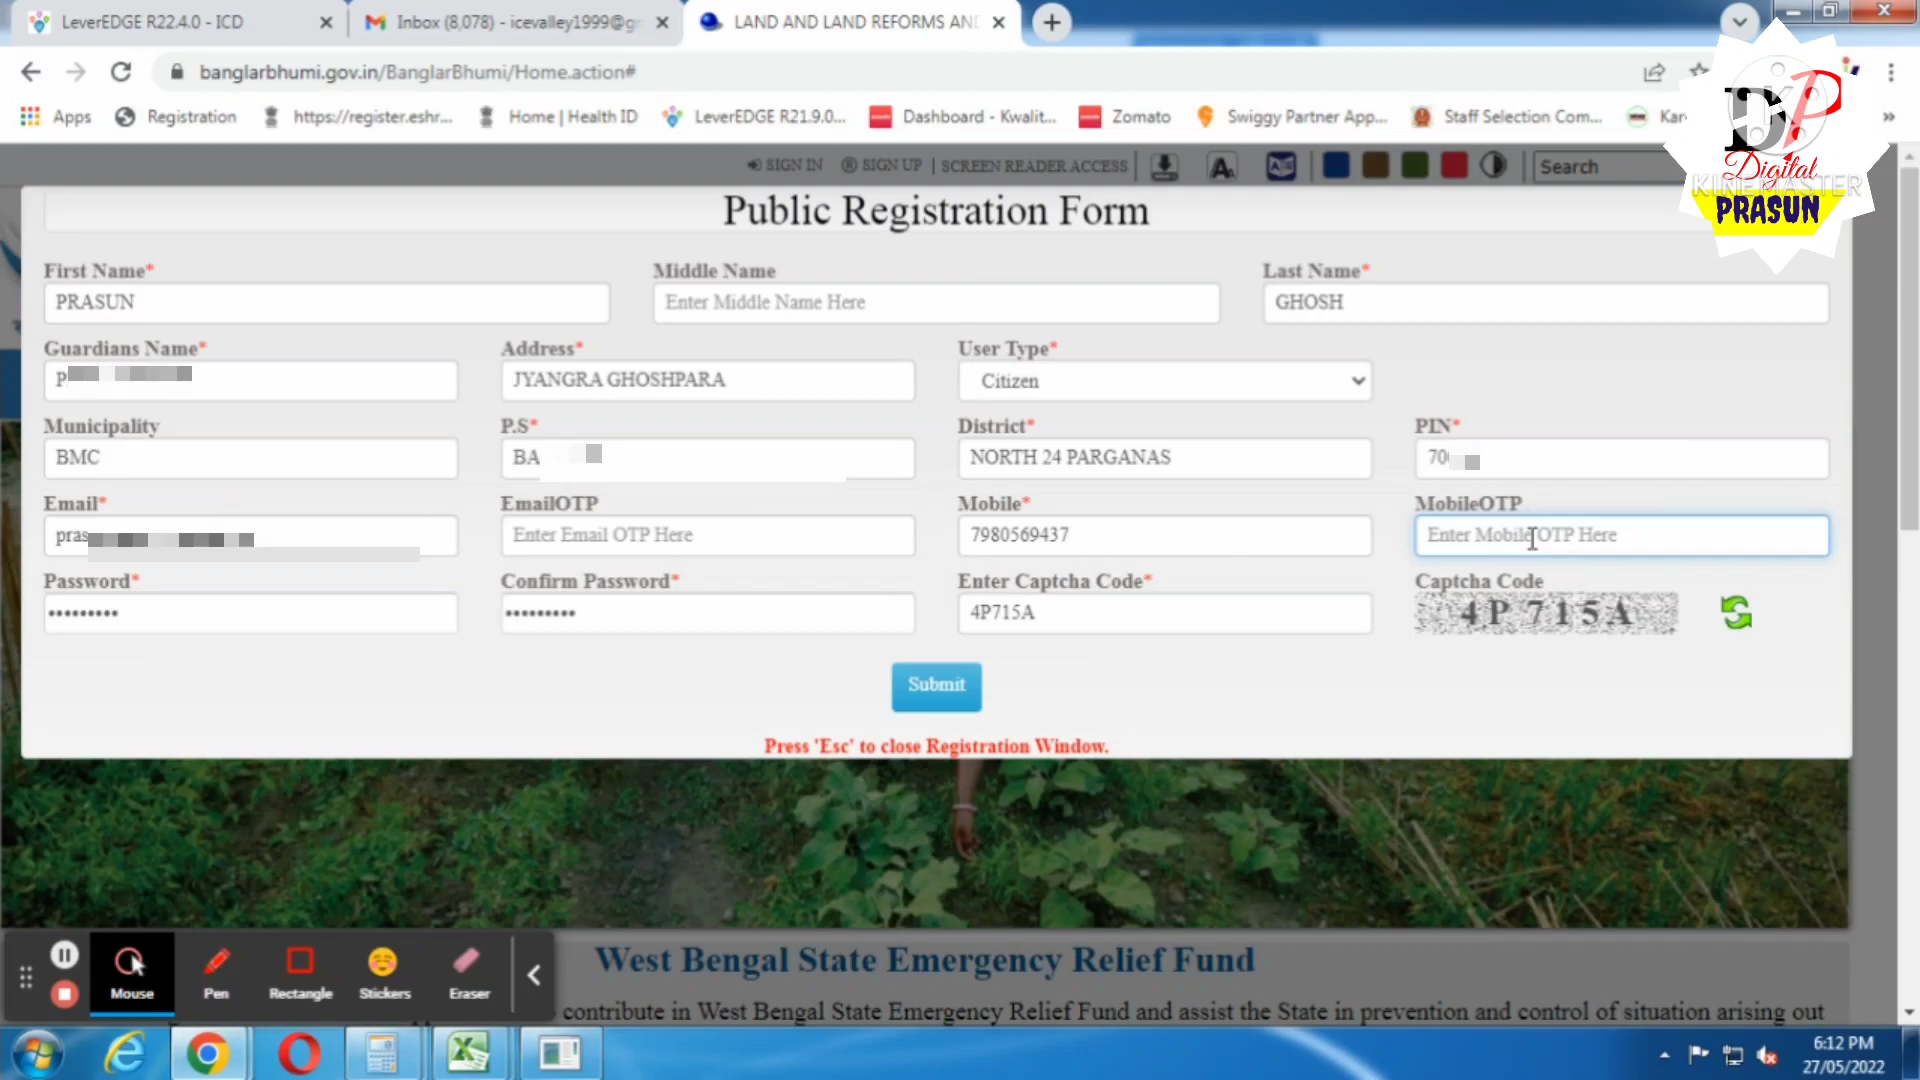 LeverEDGE R22.4.0 - ICD
Inbox (8,078) - icevalley1999@gr
LAND AND LAND REFORMS AN
banglarbhumi.gov.in/BanglarBhumi/Home.action#
Apps
Registration
https://register.eshr...
Home | Health ID
LeverEDGE R21.9.0...
Dashboard - Kwalit...
Zomato
Swiggy Partner App...
Staff Selection Com...
Kar
»
DKP
Digital
KINEMASTER
PRASUN
SIGN IN
SIGN UP | SCREEN READER ACCESS
Search
Public Registration Form
First Name*
Middle Name
Last Name*
PRASUN
Enter Middle Name Here
GHOSH
Guardians Name*
Address*
User Type*
P
JYANGRA GHOSHPARA
Citizen
Municipality
P.S*
District*
PIN*
BMC
BA
NORTH 24 PARGANAS
70
Email*
EmailOTP
Mobile*
MobileOTP
pras
Enter Email OTP Here
7980569437
Enter Mobile OTP Here
Password*
Confirm Password*
Enter Captcha Code*
Captcha Code
•••••••••
•••••••••
4P715A
4P 715A
Submit
Press 'Esc' to close Registration Window.
West Bengal State Emergency Relief Fund
contribute in West Bengal State Emergency Relief Fund and assist the State in prevention and control of situation arising out
Mouse
Pen
Rectangle
Stickers
Eraser
6:12 PM
27/05/2022